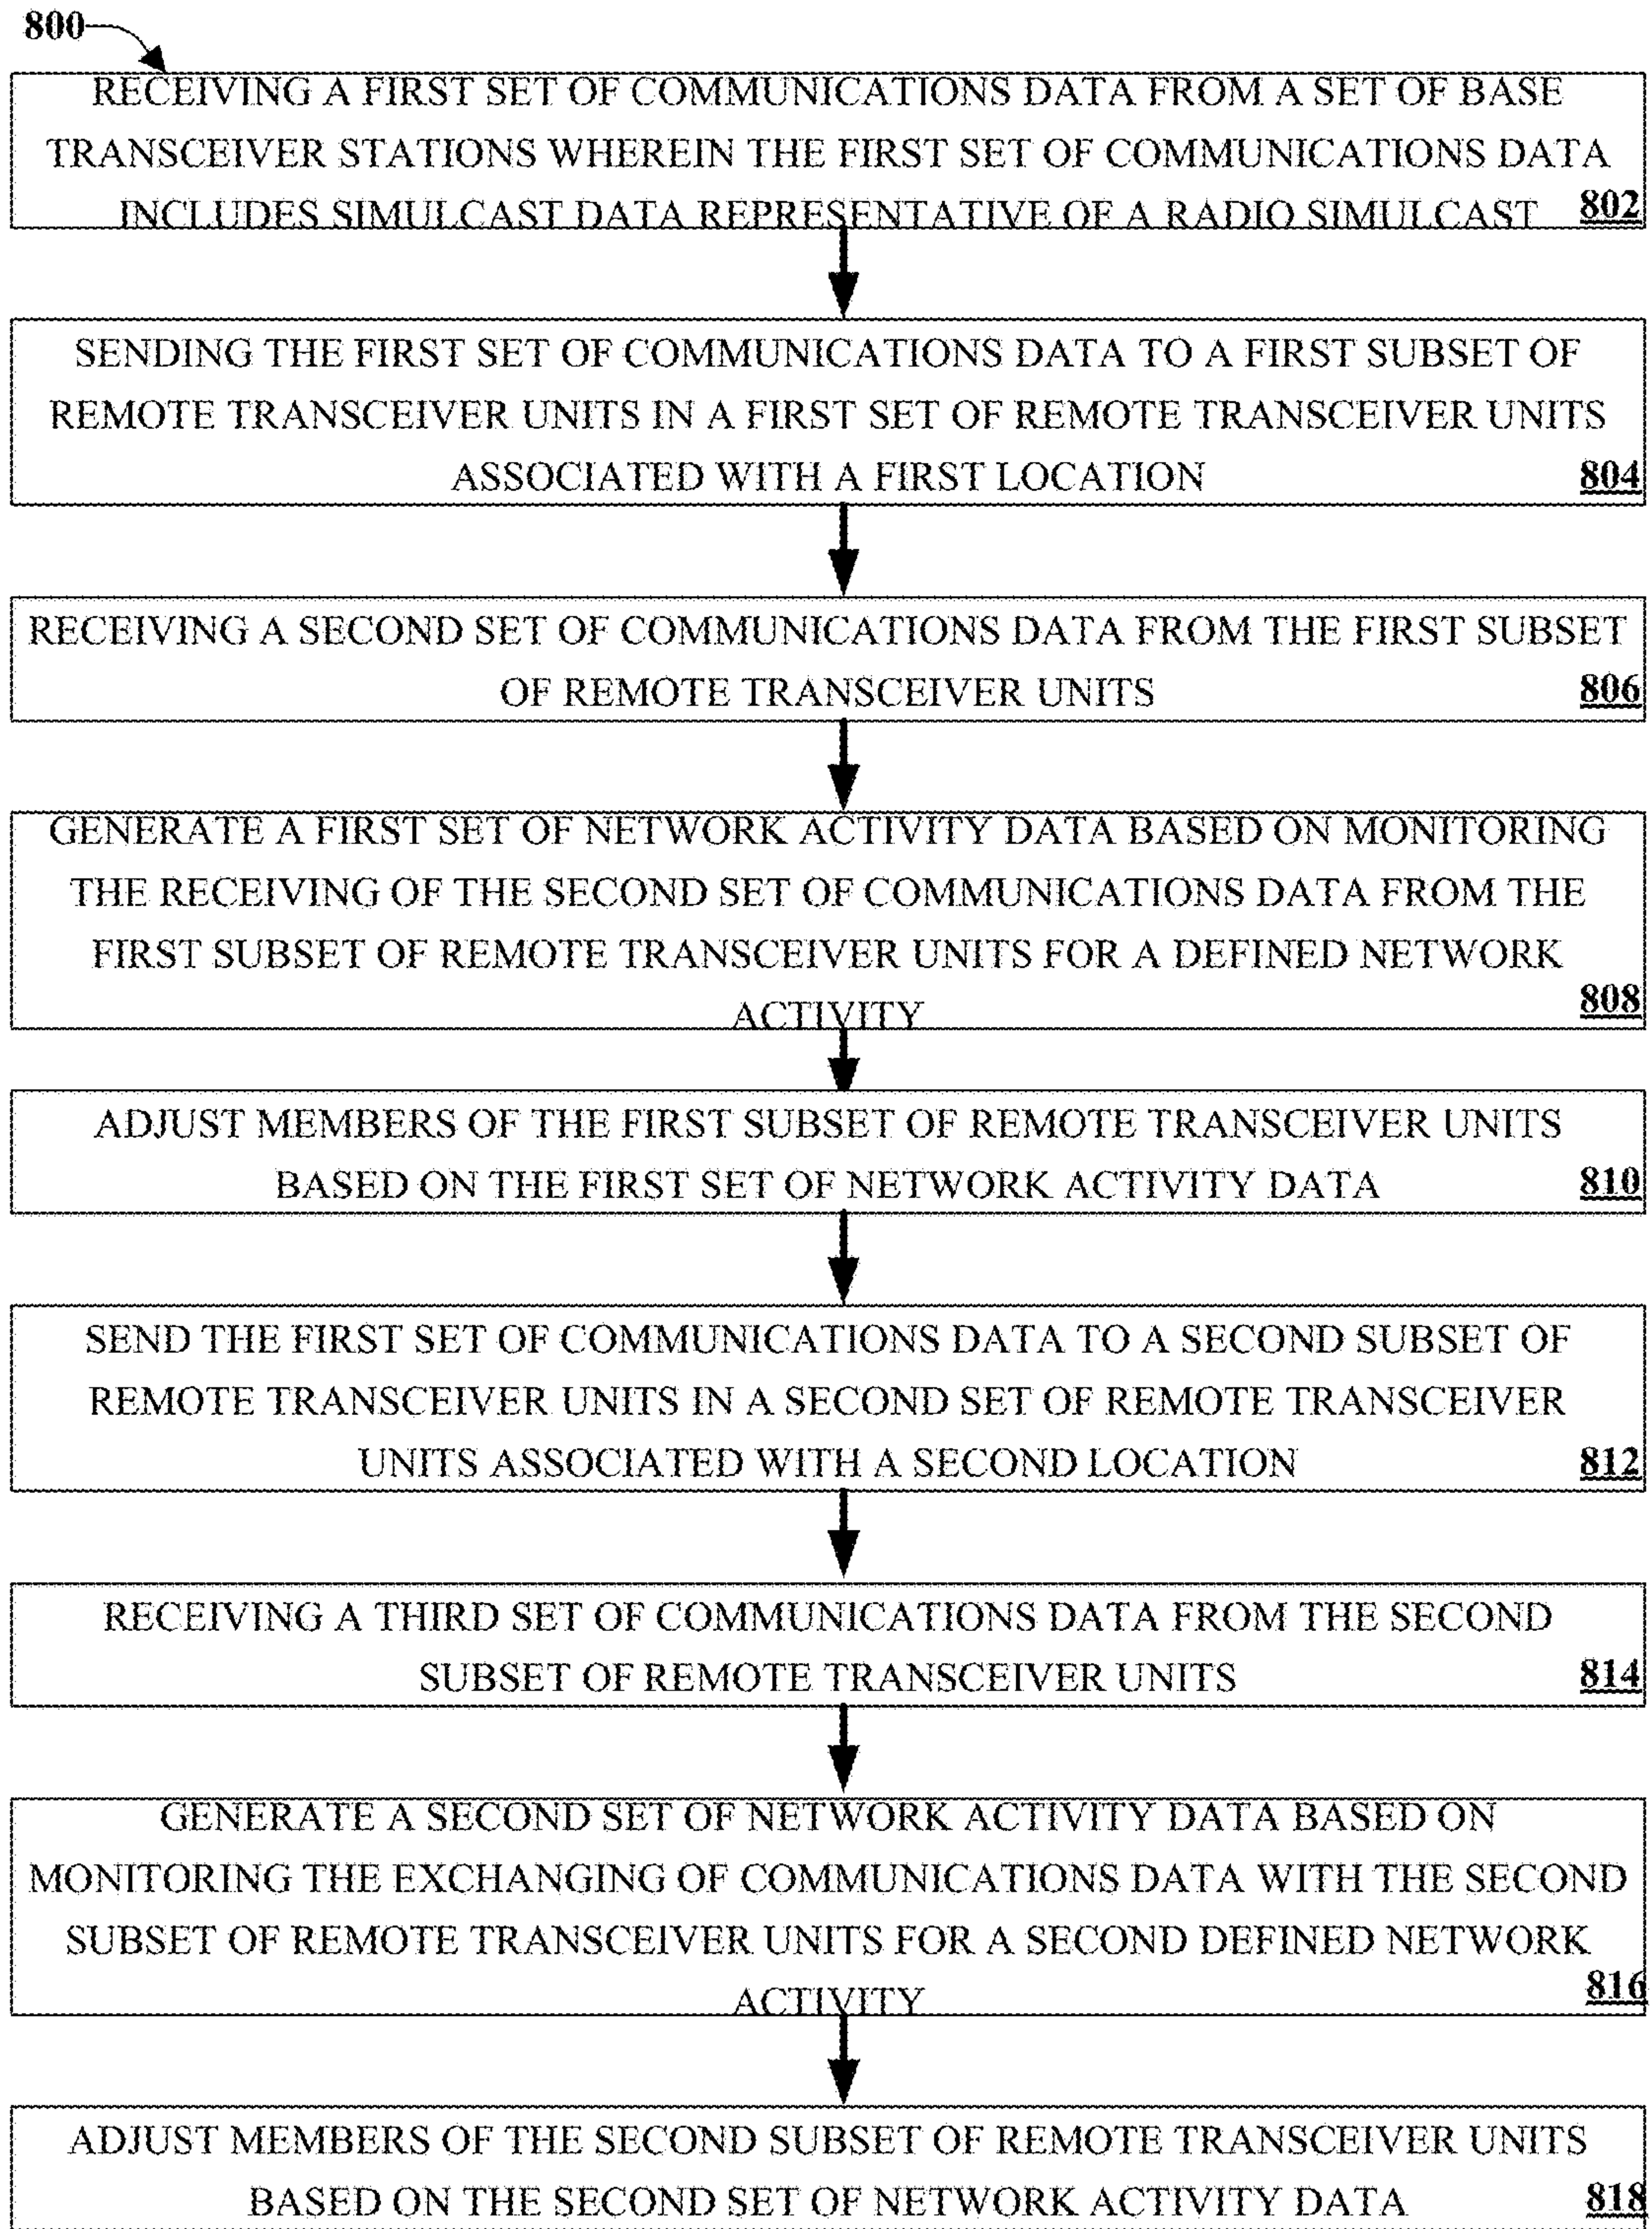 800
RECEIVING A FIRST SET OF COMMUNICATIONS DATA FROM A SET OF BASE
TRANSCEIVER STATIONS WHEREIN THE FIRST SET OF COMMUNICATIONS DATA
INCLUDES SIMULCAST DATA REPRESENTATIVE OF A RADIO SIMULCAST 802
SENDING THE FIRST SET OF COMMUNICATIONS DATA TO A FIRST SUBSET OF
REMOTE TRANSCEIVER UNITS IN A FIRST SET OF REMOTE TRANSCEIVER UNITS
ASSOCIATED WITH A FIRST LOCATION 804
RECEIVING A SECOND SET OF COMMUNICATIONS DATA FROM THE FIRST SUBSET
OF REMOTE TRANSCEIVER UNITS 806
GENERATE A FIRST SET OF NETWORK ACTIVITY DATA BASED ON MONITORING
THE RECEIVING OF THE SECOND SET OF COMMUNICATIONS DATA FROM THE
FIRST SUBSET OF REMOTE TRANSCEIVER UNITS FOR A DEFINED NETWORK
ACTIVITY 808
ADJUST MEMBERS OF THE FIRST SUBSET OF REMOTE TRANSCEIVER UNITS
BASED ON THE FIRST SET OF NETWORK ACTIVITY DATA 810
SEND THE FIRST SET OF COMMUNICATIONS DATA TO A SECOND SUBSET OF
REMOTE TRANSCEIVER UNITS IN A SECOND SET OF REMOTE TRANSCEIVER
UNITS ASSOCIATED WITH A SECOND LOCATION 812
RECEIVING A THIRD SET OF COMMUNICATIONS DATA FROM THE SECOND
SUBSET OF REMOTE TRANSCEIVER UNITS 814
GENERATE A SECOND SET OF NETWORK ACTIVITY DATA BASED ON
MONITORING THE EXCHANGING OF COMMUNICATIONS DATA WITH THE SECOND
SUBSET OF REMOTE TRANSCEIVER UNITS FOR A SECOND DEFINED NETWORK
ACTIVITY 816
ADJUST MEMBERS OF THE SECOND SUBSET OF REMOTE TRANSCEIVER UNITS
BASED ON THE SECOND SET OF NETWORK ACTIVITY DATA 818